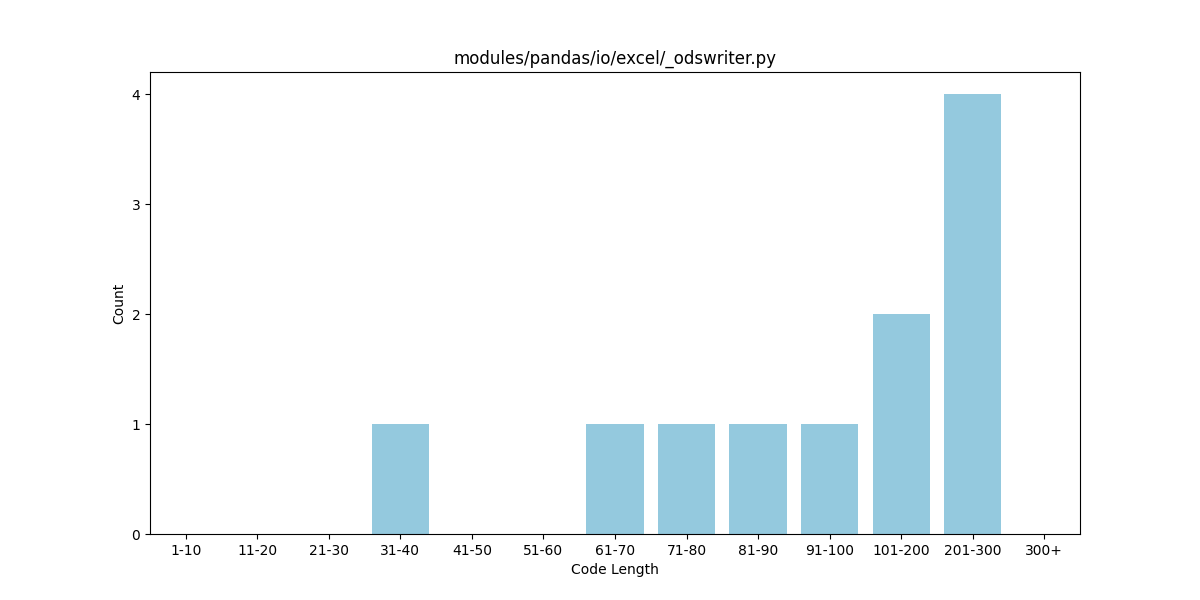 modules/pandas/io/excel/_odswriter.py
4
3
2
1
0
Count
1-10 11-20 21-30 31-40 41-50 51-60 61-70 71-80 81-90 91-100 101-200 201-300 300+
Code Length